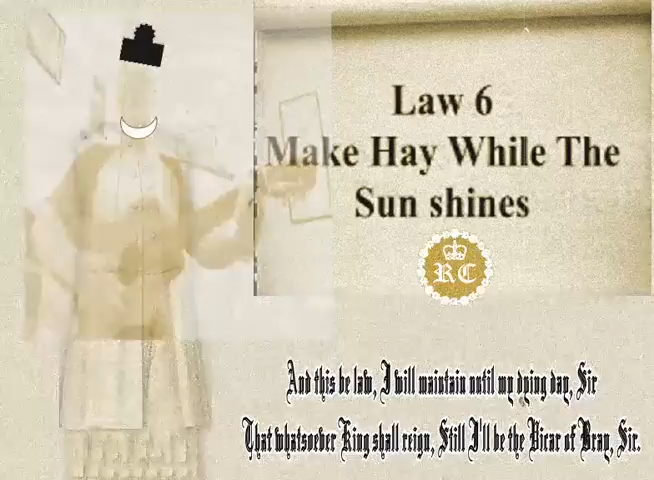 Law 6
Make Hay While The
Sun shines
RC
And this be law, I will maintain until my dying day, Sir
That whatsoever King shall reign, Still I'll be the Vicar of Bray, Sir.